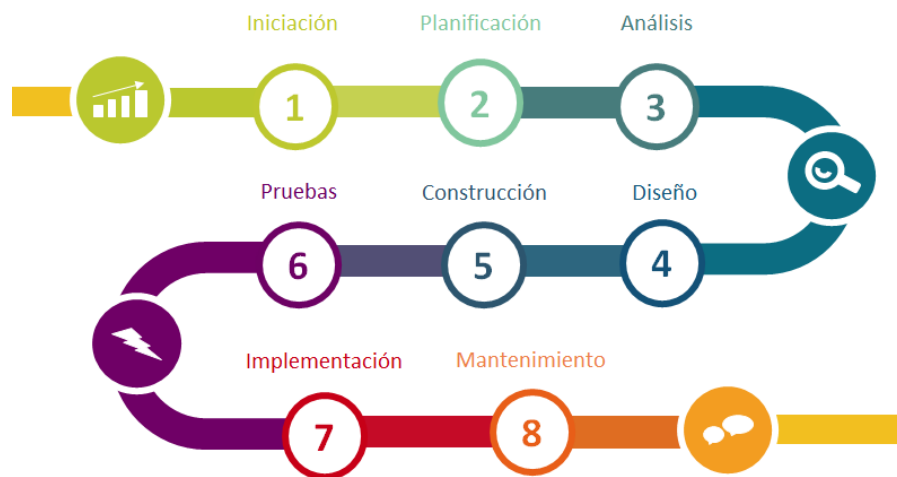 Iniciación
Planificación
Análisis
1
2
3
Pruebas
Construcción
Diseño
6
5
4
Implementación
Mantenimiento
7
8